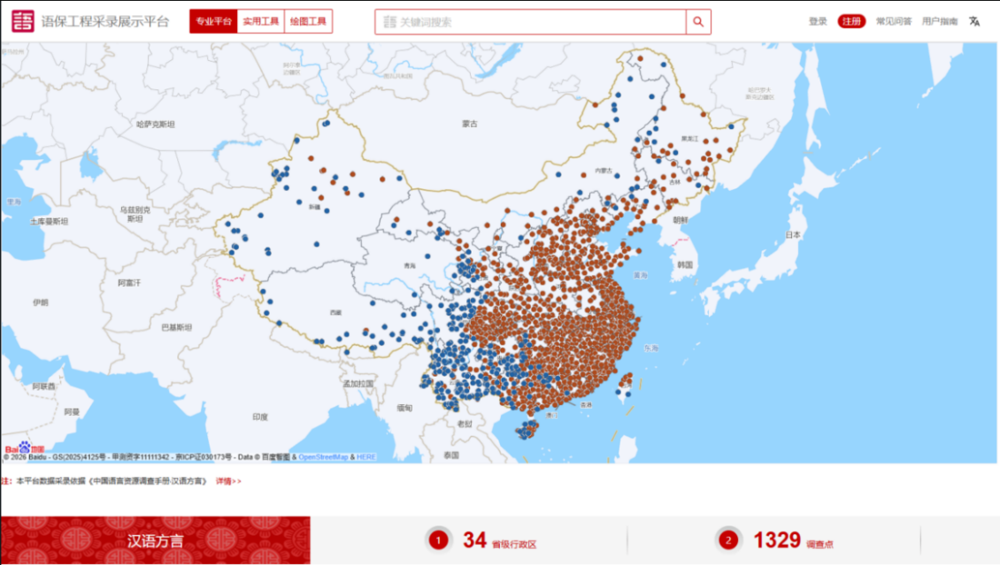 語 语保工程采录展示平台 专业平台 实用工具 绘图工具 关键词搜索 登录 注册 常见问答 用户指南
哈萨克斯坦
蒙古
黑龙江
内蒙古
吉林
里海
土库曼斯坦
乌兹别克
斯坦
新疆
朝鲜
日本
韩国
青海
黄海
伊朗
阿富汗
西藏
巴基斯坦
东海
阿联酋
阿曼
孟加拉国
印度
缅甸
老挝
泰国
香港
澳门
Bai 地图
© 2026 Baidu - GS(2025)4125号 - 甲测资字11111342 - 京ICP证030173号 - Data © 百度智图 & OpenStreetMap & HERE
注：本平台数据采录依据《中国语言资源调查手册·汉语方言》 详情>>
汉语方言 1 34 省级行政区 2 1329 调查点